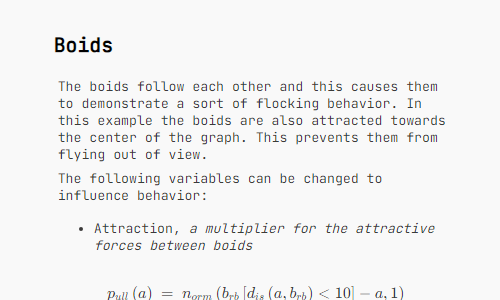 Boids
The boids follow each other and this causes them
to demonstrate a sort of flocking behavior. In
this example the boids are also attracted towards
the center of the graph. This prevents them from
flying out of view.
The following variables can be changed to
influence behavior:
• Attraction, a multiplier for the attractive
forces between boids
p_{ull} (a) = n_{orm} (b_{rb} [d_{is} (a, b_{rb}) < 10] − a, 1)